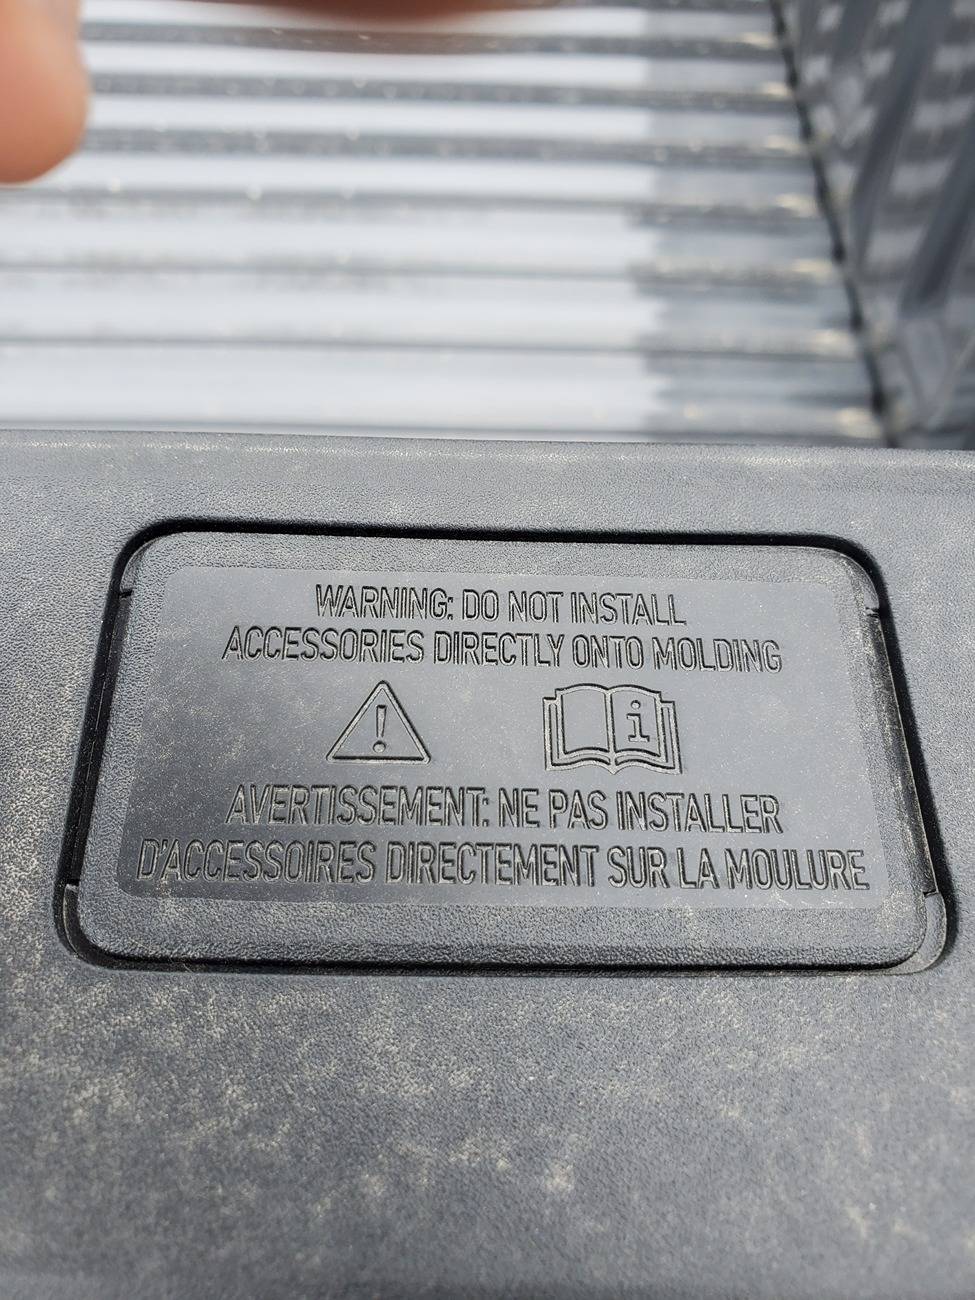 WARNING: DO NOT INSTALL
ACCESSORIES DIRECTLY ONTO MOLDING
AVERTISSEMENT: NE PAS INSTALLER
D'ACCESSOIRES DIRECTEMENT SUR LA MOULURE